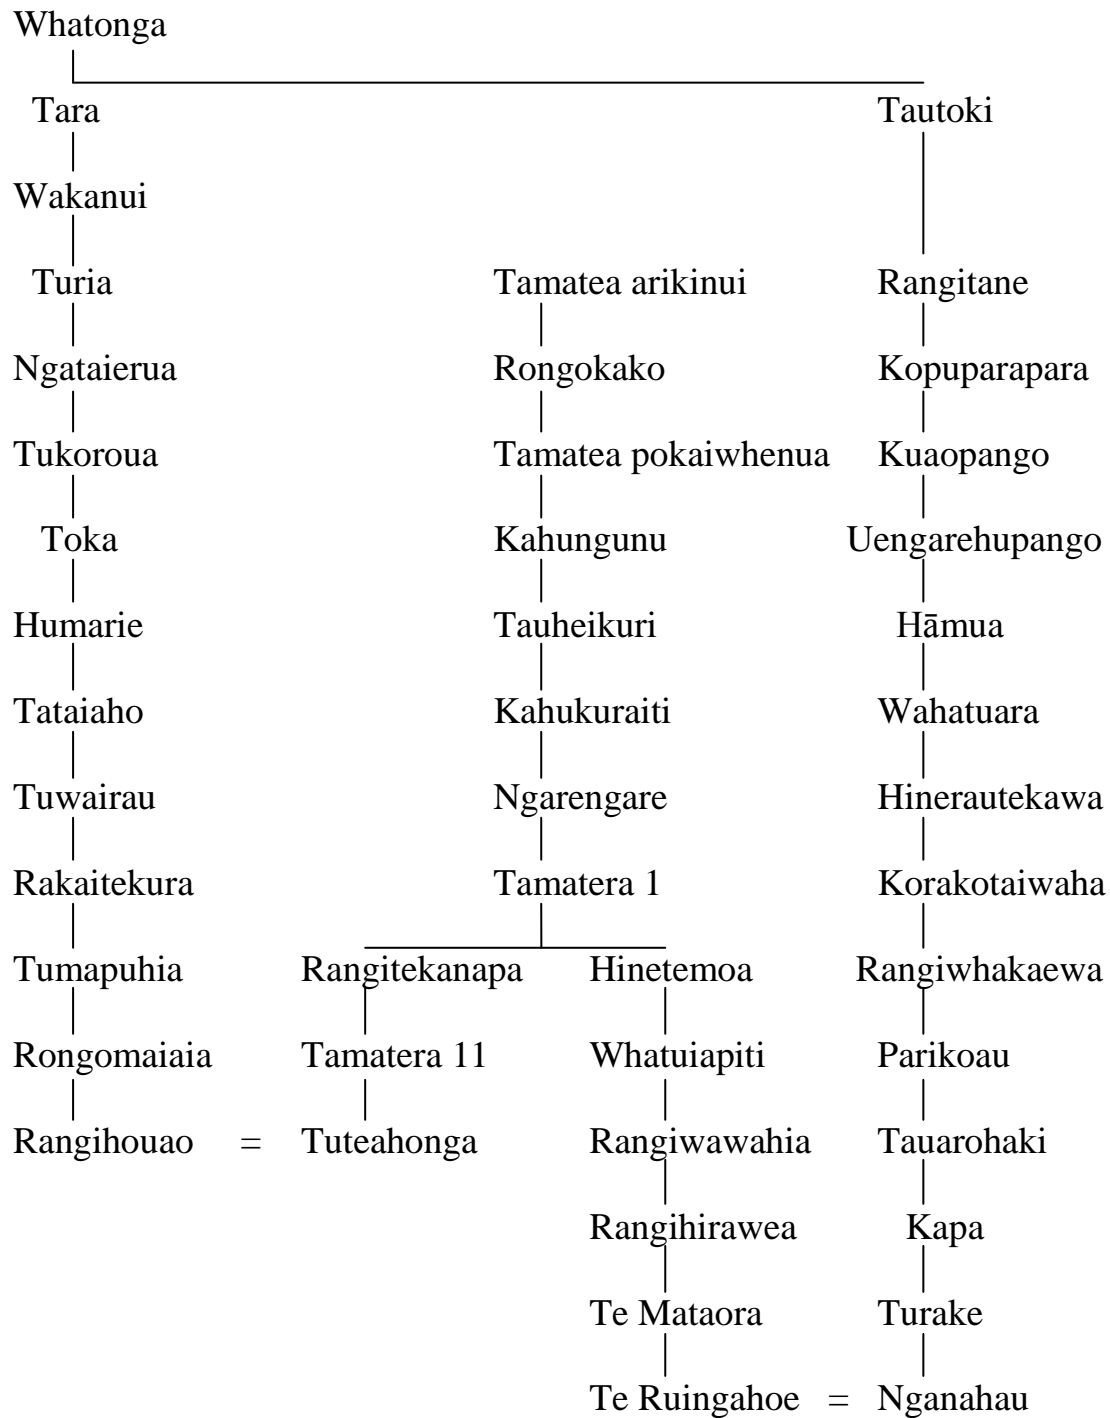 Whatonga
Tara Tautoki
Wakanui
Turia Tamatea arikinui Rangitane
Ngataierua Rongokako Kopuparapara
Tukoroua Tamatea pokaiwhenua Kuaopango
Toka Kahungunu Uengarehupango
Humarie Tauheikuri Hāmua
Tataiaho Kahukuraiti Wahatuara
Tuwairau Ngarengare Hinerautekawa
Rakaitekura Tamatera 1 Korakotaiwaha
Tumapuhia Rangitekanapa Hinetemoa Rangiwhakaewa
Rongomaiaia Tamatera 11 Whatuiapiti Parikoau
Rangihouao = Tuteahonga Rangiwawahia Tauarohaki
Rangihirawea Kapa
Te Mataora Turake
Te Ruingahoe = Nganahau